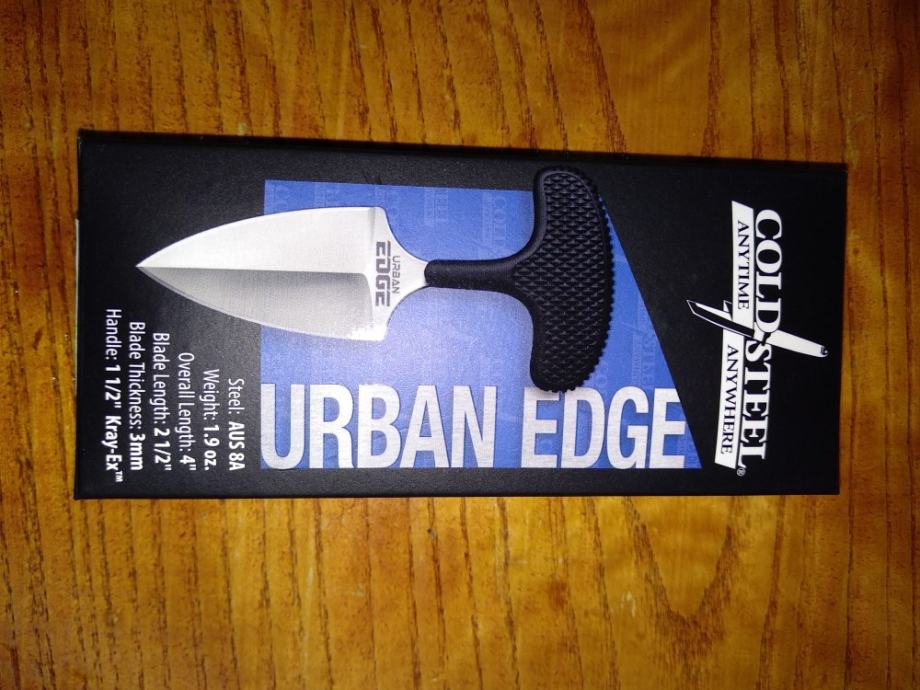 COLD STEEL®
ANYTIME ANYWHERE
URBAN
EDGE
URBAN EDGE
Steel: AUS 8A
Weight: 1.9 oz.
Overall Length: 4"
Blade Length: 2 1/2"
Blade Thickness: 3mm
Handle: 1 1/2" Kray-Ex™